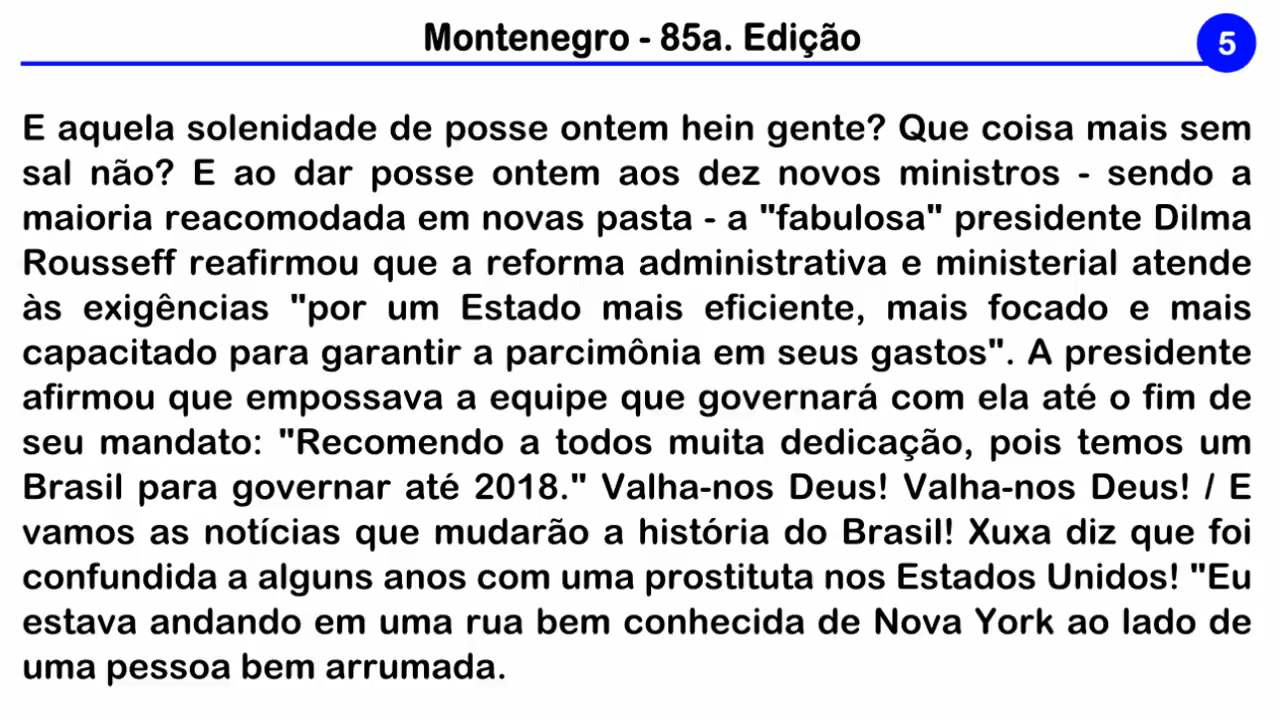 Montenegro - 85a. Edição
5
E aquela solenidade de posse ontem hein gente? Que coisa mais sem
sal não? E ao dar posse ontem aos dez novos ministros - sendo a
maioria reacomodada em novas pasta - a "fabulosa" presidente Dilma
Rousseff reafirmou que a reforma administrativa e ministerial atende
às exigências "por um Estado mais eficiente, mais focado e mais
capacitado para garantir a parcimônia em seus gastos". A presidente
afirmou que empossava a equipe que governará com ela até o fim de
seu mandato: "Recomendo a todos muita dedicação, pois temos um
Brasil para governar até 2018." Valha-nos Deus! Valha-nos Deus! / E
vamos as notícias que mudarão a história do Brasil! Xuxa diz que foi
confundida a alguns anos com uma prostituta nos Estados Unidos! "Eu
estava andando em uma rua bem conhecida de Nova York ao lado de
uma pessoa bem arrumada.